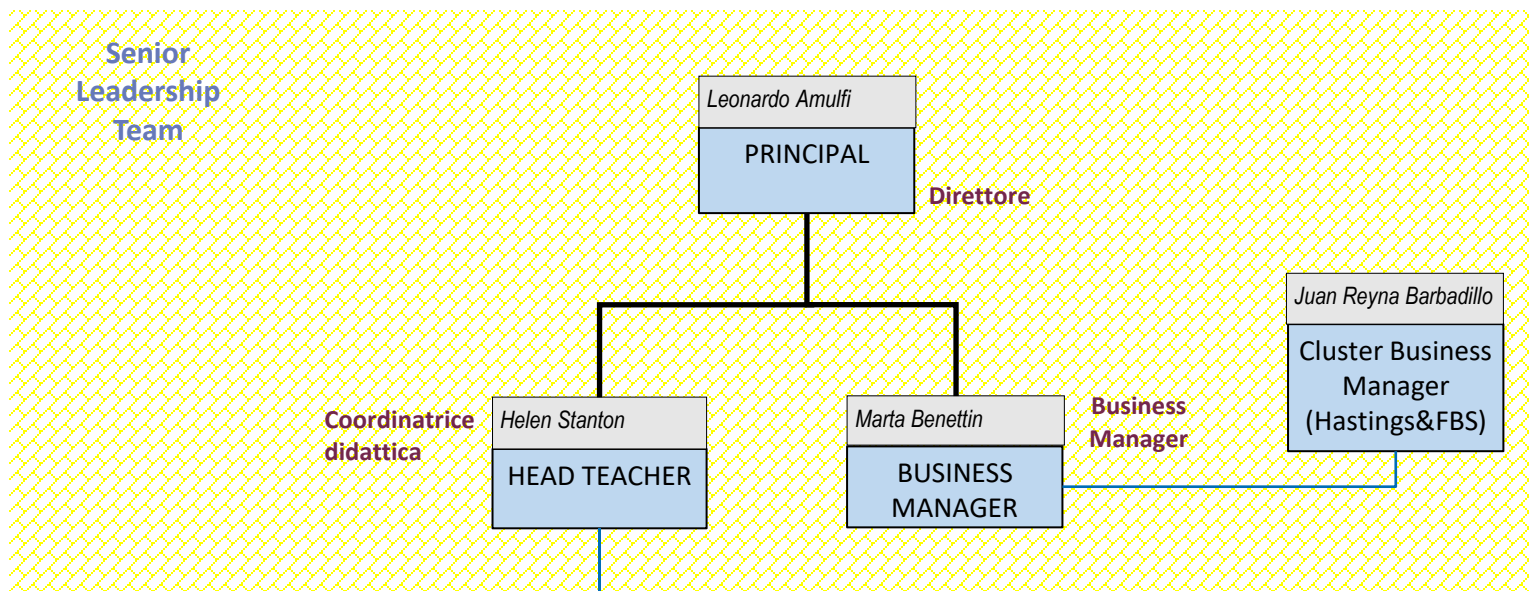 Senior
Leadership
Team
Leonardo Amulfi
PRINCIPAL
Direttore
Juan Reyna Barbadillo
Cluster Business
Manager
(Hastings&FBS)
Coordinatrice
didattica
Helen Stanton
HEAD TEACHER
Marta Benettin
BUSINESS
MANAGER
Business
Manager